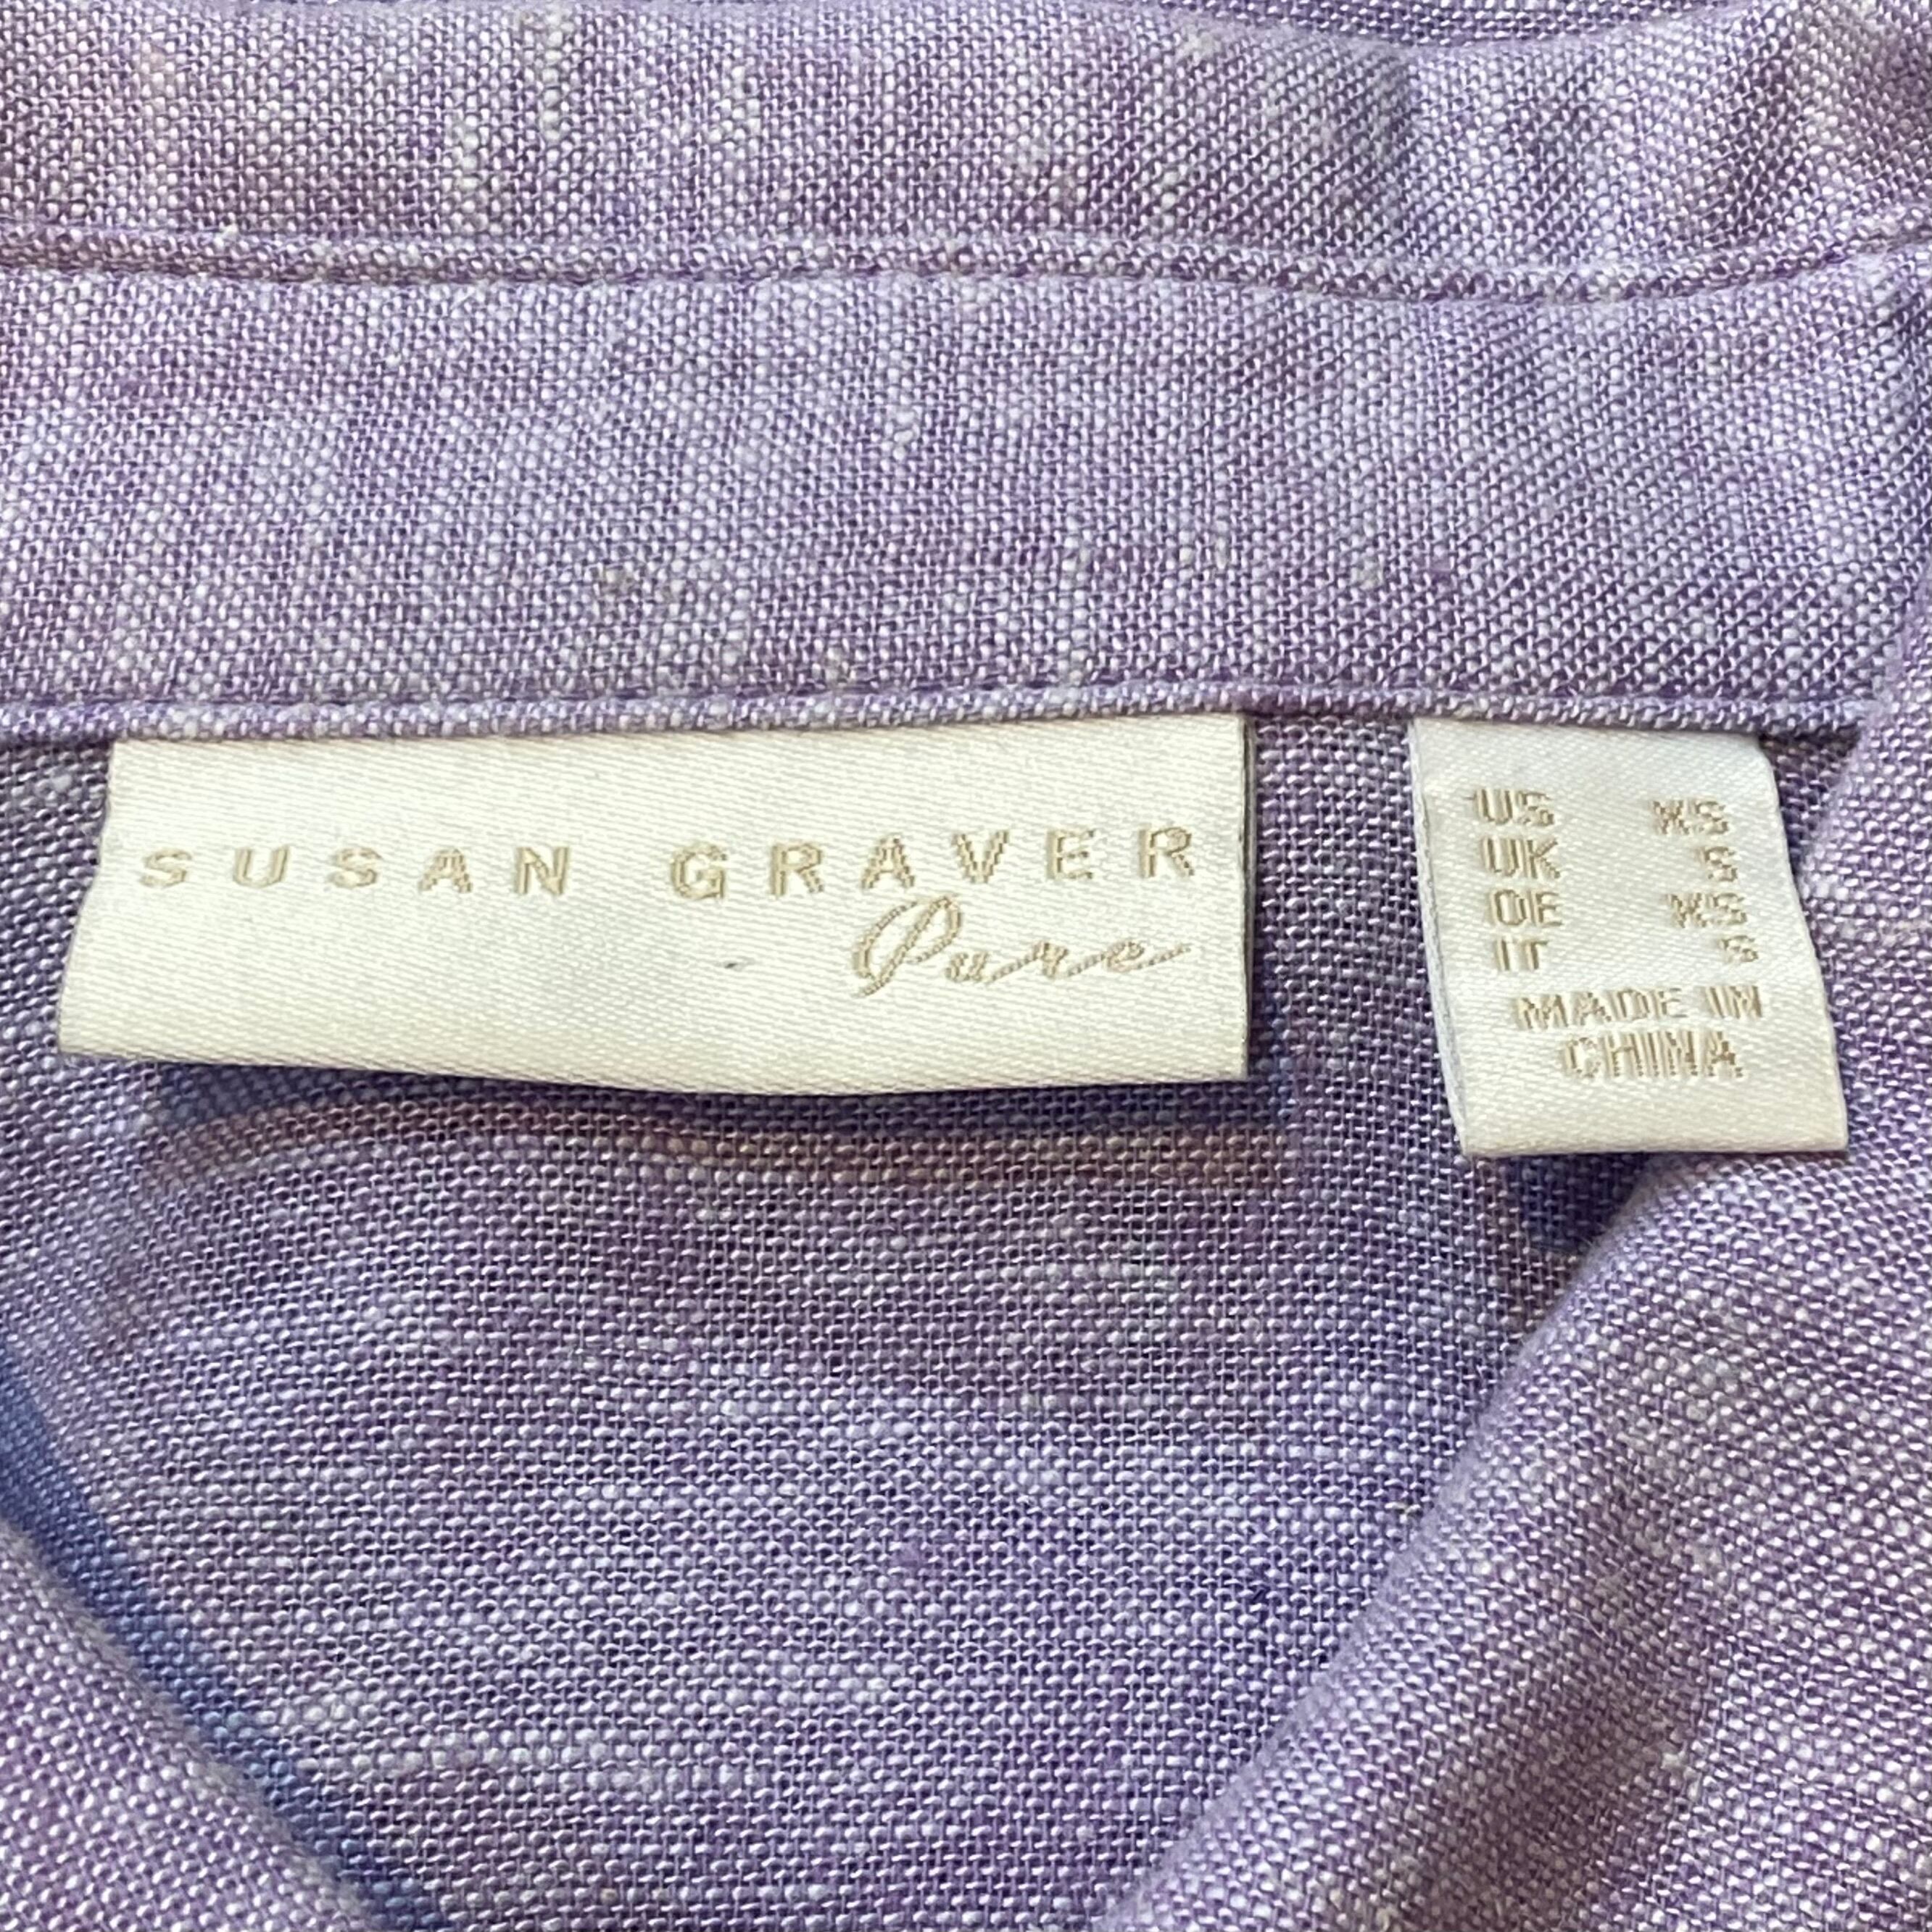 SUSAN GRAVER
Pure
US XS
UK S
DE XS
IT S
MADE IN
CHINA